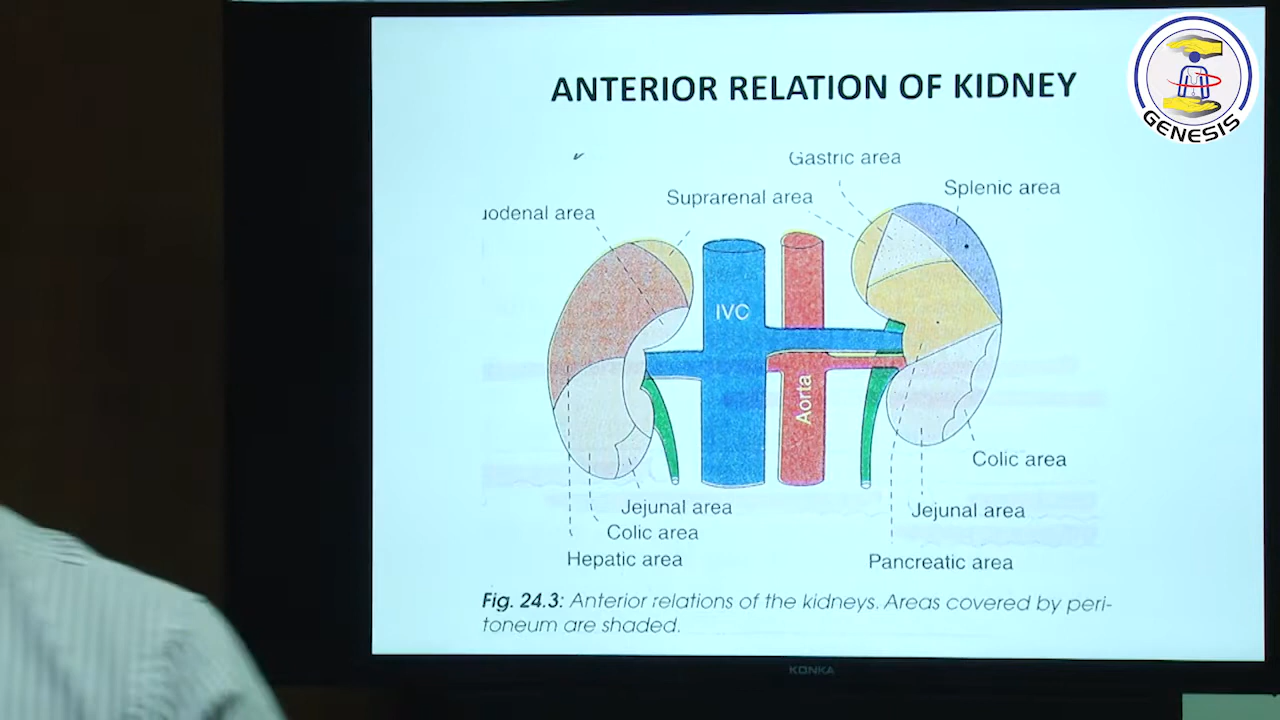 ANTERIOR RELATION OF KIDNEY
GENESIS
Gastric area
Splenic area
Suprarenal area
uodenal area
IVC
Aorta
Colic area
Jejunal area
Jejunal area
Colic area
Hepatic area
Pancreatic area
Fig. 24.3: Anterior relations of the kidneys. Areas covered by peri-
toneum are shaded.
KONKA